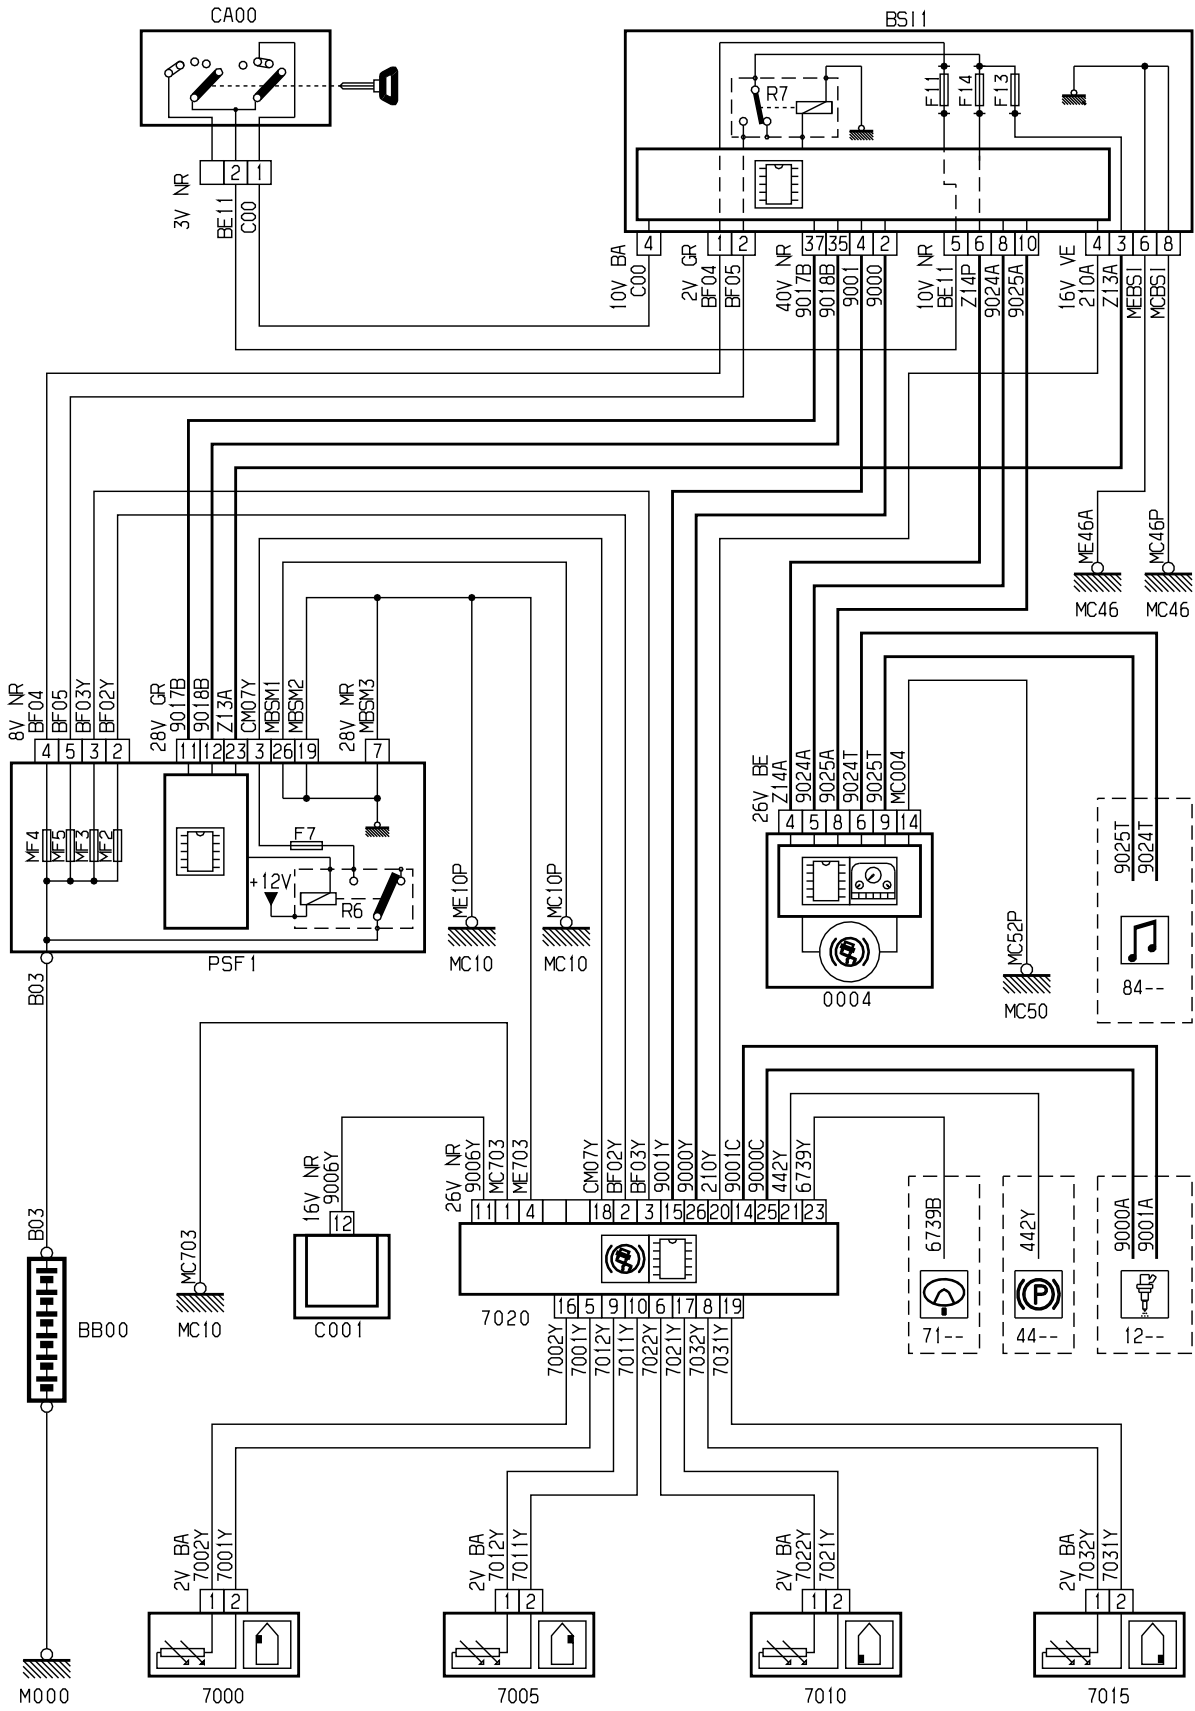 CA00
BSI1
R7
F11
F14
F13
2 1
3V NR
BE11
C00
4
1 2
37 35 4 2
5 6 8 10
4 3 6 8
10V BA
C00
2V GR
BF04
BF05
40V NR
9017B
9018B
9001
9000
10V NR
BE11
Z14P
9024A
9025A
16V VE
210A
Z13A
MEBSI
MCBSI
ME46A
MC46P
MC46
MC46
8V NR
BF04
BF05
BF03Y
BF02Y
28V GR
9017B
9018B
Z13A
CM07Y
MBSM1
MBSM2
28V MR
MBSM3
4 5 3 2
11 12 23 3 26 19
7
MF4
MF5
MF3
MF2
F7
+12V
R6
PSF1
B03
ME10P
MC10P
MC10
MC10
26V BE
Z14A
9024A
9025A
9024T
9025T
MC004
4 5 8 6 9 14
0004
MC52P
MC50
9025T
9024T
84--
B03
BB00
M000
MC703
MC10
16V NR
9006Y
12
C001
26V NR
9006Y
MC703
ME703
CM07Y
BF02Y
BF03Y
9001Y
9000Y
210Y
9001C
9000C
442Y
6739Y
11 1 4 18 2 3 15 26 20 14 25 21 23
7020
16 5 9 10 6 17 8 19
7002Y
7001Y
7012Y
7011Y
7022Y
7021Y
7032Y
7031Y
6739B
71--
442Y
P
44--
9000A
9001A
12--
2V BA
7002Y
7001Y
1 2
7000
2V BA
7012Y
7011Y
1 2
7005
2V BA
7022Y
7021Y
1 2
7010
2V BA
7032Y
7031Y
1 2
7015